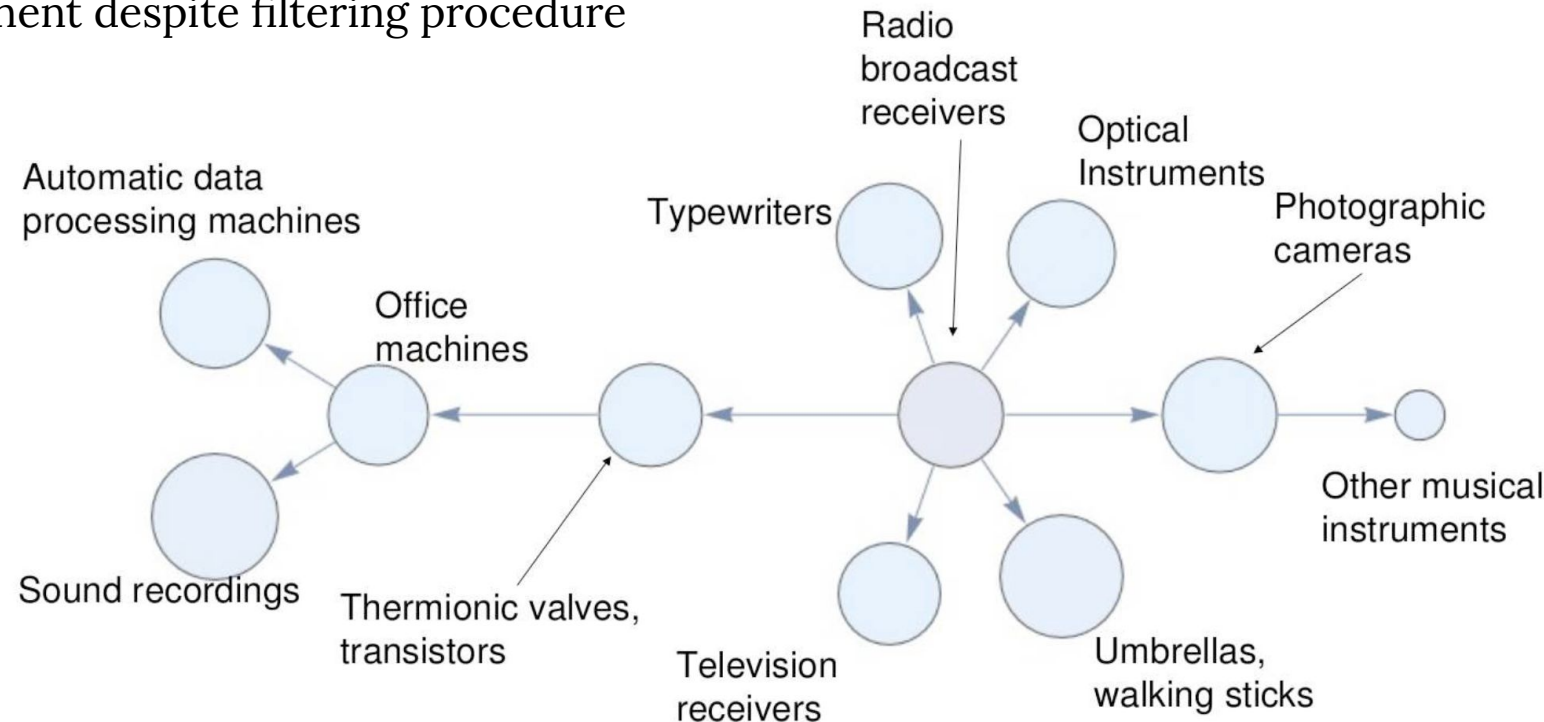 despite filtering procedure
Radio
broadcast
receivers
Optical
Instruments
Automatic data
processing machines
Typewriters
Photographic
cameras
Office
machines
Other musical
instruments
Sound recordings
Thermionic valves,
transistors
Television
receivers
Umbrellas,
walking sticks